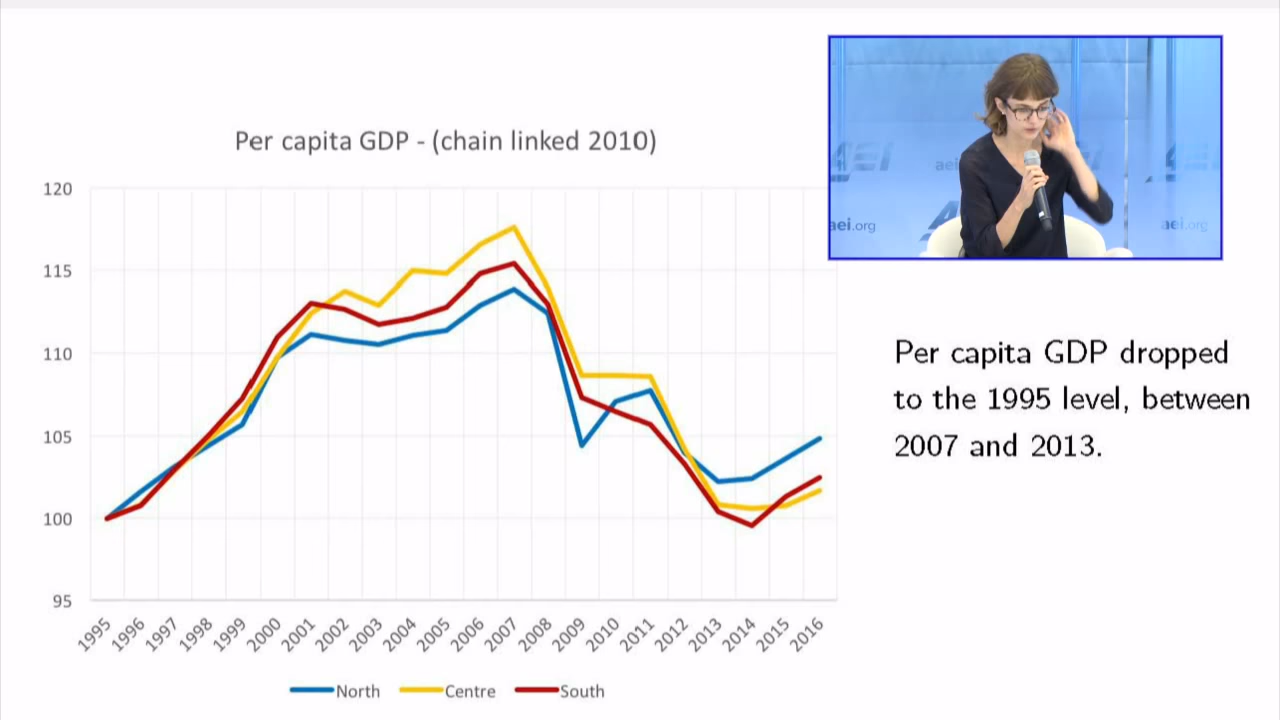 Per capita GDP - (chain linked 2010)
120
115
110
105
100
95
1995
1996
1997
1998
1999
2000
2001
2002
2003
2004
2005
2006
2007
2008
2009
2010
2011
2012
2013
2014
2015
2016
North
Centre
South
AEI
aei
aei.org
aei.org
Per capita GDP dropped
to the 1995 level, between
2007 and 2013.